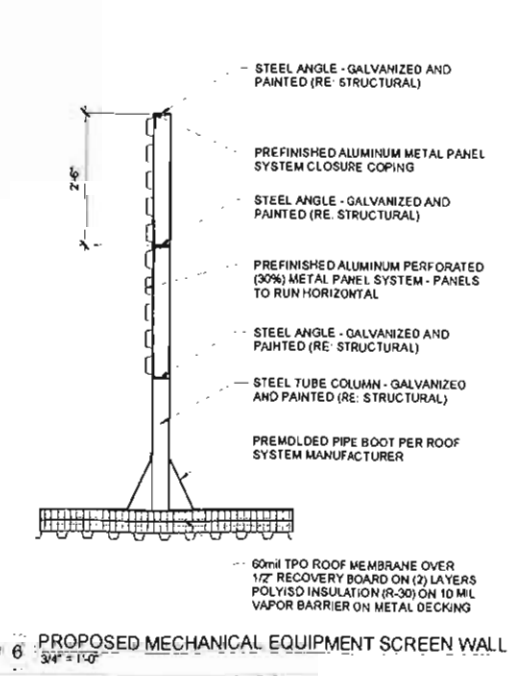 STEEL ANGLE - GALVANIZED AND
PAINTED (RE: STRUCTURAL)
PREFINISHED ALUMINUM METAL PANEL
SYSTEM CLOSURE COPING
2'-6"
STEEL ANGLE - GALVANIZED AND
PAINTED (RE. STRUCTURAL)
PREFINISHED ALUMINUM PERFORATED
(30%) METAL PANEL SYSTEM - PANELS
TO RUN HORIZONTAL
STEEL ANGLE - GALVANIZED AND
PAINTED (RE: STRUCTURAL)
STEEL TUBE COLUMN - GALVANIZED
AND PAINTED (RE: STRUCTURAL)
PREMOLDED PIPE BOOT PER ROOF
SYSTEM MANUFACTURER
60mil TPO ROOF MEMBRANE OVER
1/2" RECOVERY BOARD ON (2) LAYERS
POLYISO INSULATION (R-30) ON 10 MIL
VAPOR BARRIER ON METAL DECKING
6 PROPOSED MECHANICAL EQUIPMENT SCREEN WALL
3/4" = 1'-0"